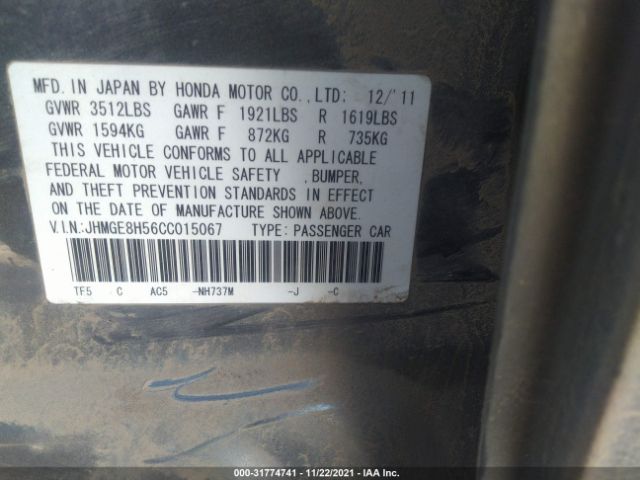 MFD. IN JAPAN BY HONDA MOTOR CO.,LTD: 12/'11
GVWR 3512LBS GAWR F 1921LBS R 1619LBS
GVWR 1594KG GAWR F 872KG R 735KG
THIS VEHICLE CONFORMS TO ALL APPLICABLE
FEDERAL MOTOR VEHICLE SAFETY ,BUMPER,
AND THEFT PREVENTION STANDARDS IN EFFECT
ON THE DATE OF MANUFACTURE SHOWN ABOVE.
V.I.N.:JHMGE8H56CC015067 TYPE: PASSENGER CAR
TF5 C AC5 -NH737M -J -C
000-31774741 - 11/22/2021 - IAA Inc.